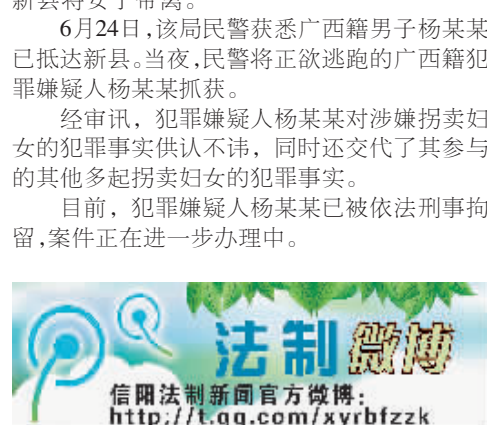 新县将女子带离。
6月24日,该局民警获悉广西籍男子杨某某
已抵达新县。当夜,民警将正欲逃跑的广西籍犯
罪嫌疑人杨某某抓获。
经审讯，犯罪嫌疑人杨某某对涉嫌拐卖妇
女的犯罪事实供认不讳，同时还交代了其参与
的其他多起拐卖妇女的犯罪事实。
目前，犯罪嫌疑人杨某某已被依法刑事拘
留,案件正在进一步办理中。
法制微博
信阳法制新闻官方微博:
http://t.qq.com/xyrbfzzk